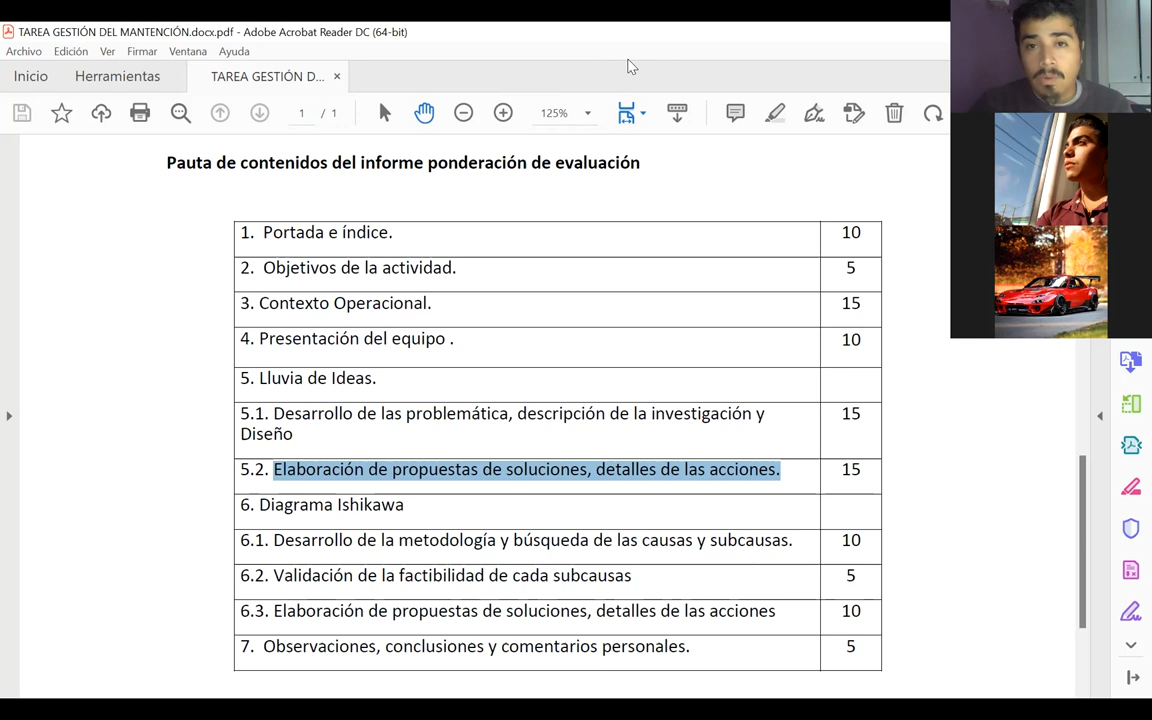 TAREA GESTIÓN DEL MANTENCIÓN.docx.pdf - Adobe Acrobat Reader DC (64-bit)
Archivo Edición Ver Firmar Ventana Ayuda
Inicio Herramientas TAREA GESTIÓN D... ×
1 / 1 125%
Pauta de contenidos del informe ponderación de evaluación
1. Portada e índice. 10
2. Objetivos de la actividad. 5
3. Contexto Operacional. 15
4. Presentación del equipo . 10
5. Lluvia de Ideas.
5.1. Desarrollo de las problemática, descripción de la investigación y 15
Diseño
5.2. Elaboración de propuestas de soluciones, detalles de las acciones. 15
6. Diagrama Ishikawa
6.1. Desarrollo de la metodología y búsqueda de las causas y subcausas. 10
6.2. Validación de la factibilidad de cada subcausas 5
6.3. Elaboración de propuestas de soluciones, detalles de las acciones 10
7. Observaciones, conclusiones y comentarios personales. 5